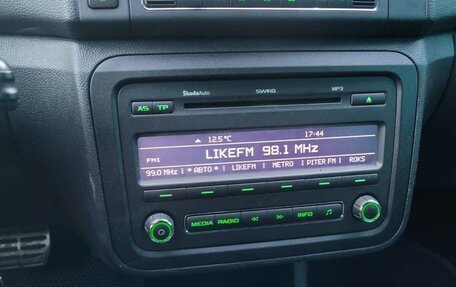 ŠkodaAuto SWING MP3
AS TP
12.5°C 17:44
LIKEFM 98.1 MHz
FM1
99.0 MHz | * АВТО * | LIKEFM | METRO | PITER FM | ROKS
MEDIA RADIO INFO